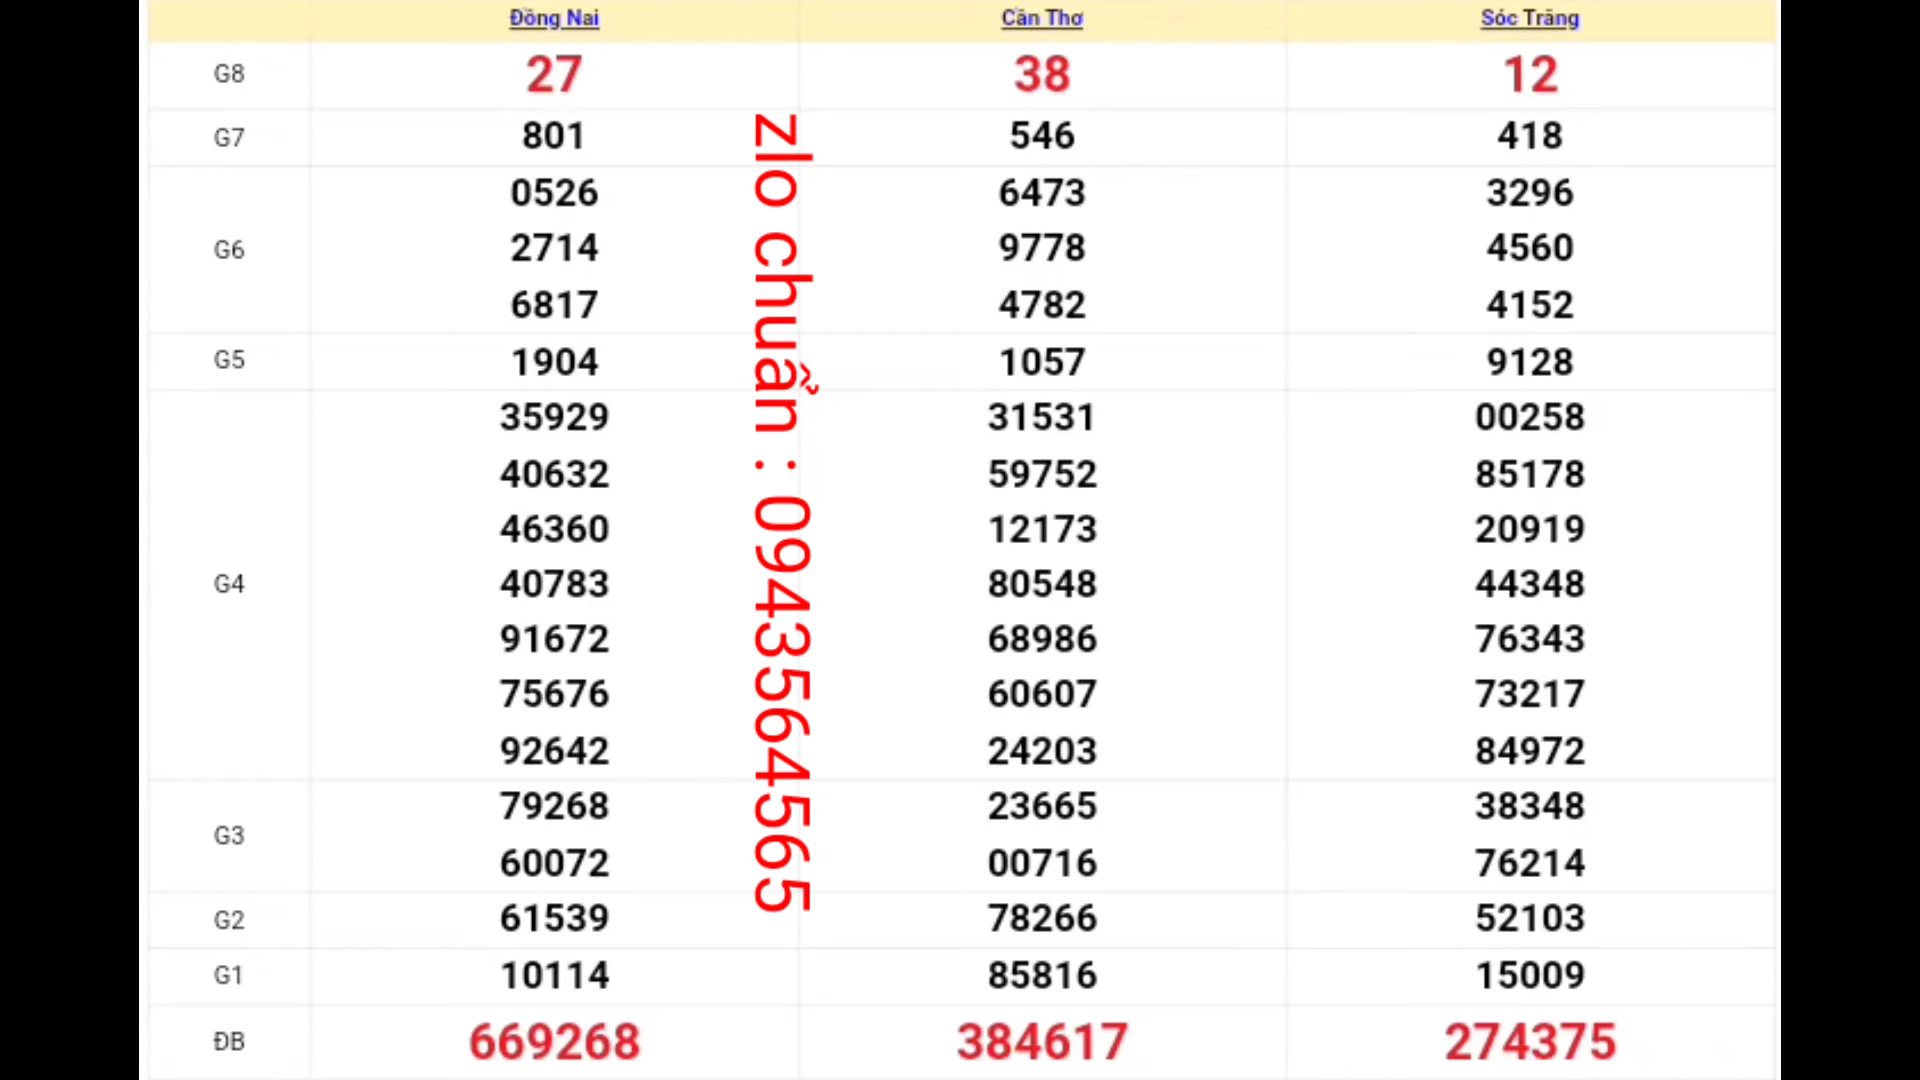 Đồng Nai Cần Thơ Sóc Trăng
G8 27 38 12
G7 801 546 418
0526 6473 3296
G6 2714 9778 4560
6817 4782 4152
G5 1904 1057 9128
35929 31531 00258
40632 59752 85178
46360 12173 20919
G4 40783 80548 44348
91672 68986 76343
75676 60607 73217
92642 24203 84972
G3 79268 23665 38348
60072 00716 76214
G2 61539 78266 52103
G1 10114 85816 15009
ĐB 669268 384617 274375
zlo chuẩn : 0943564565